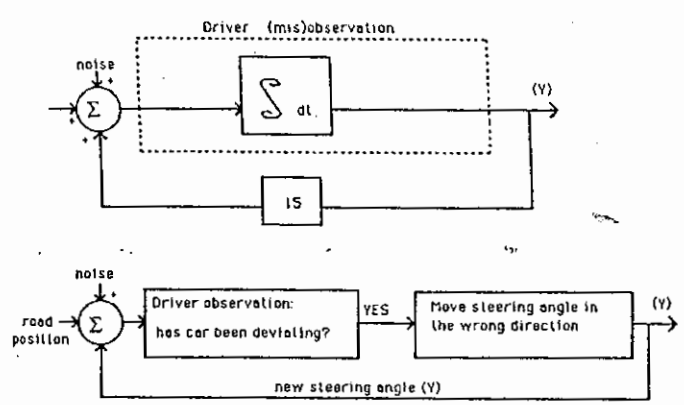 Driver (mis)observation
noise
+
(Y)
+
Σ
∫ dt
+
15
noise
+
Driver observation:
has car been deviating?
YES
Move steering angle in
the wrong direction
(Y)
road
position
Σ
new steering angle (Y)